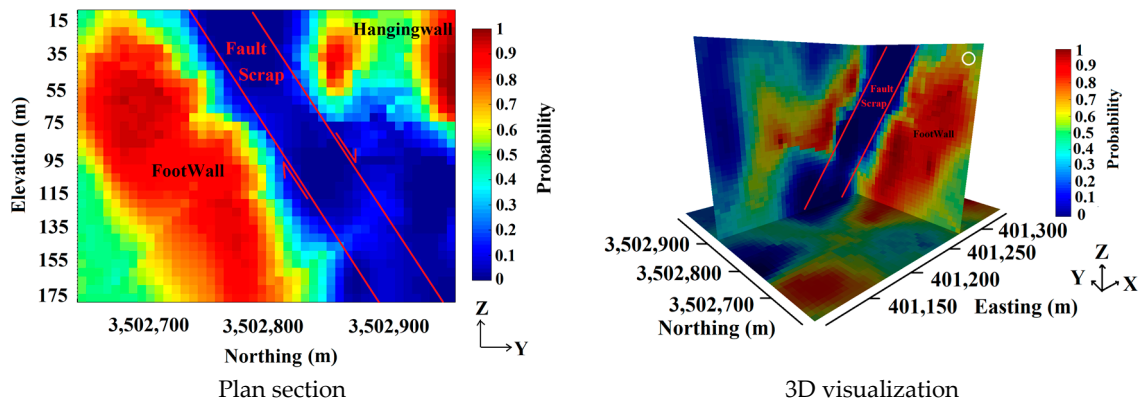 15
35
55
75
95
115
135
155
175
Elevation (m)
Hangingwall
Fault
Scrap
FootWall
3,502,700
3,502,800
3,502,900
Northing (m)
1
0.9
0.8
0.7
0.6
0.5
0.4
0.3
0.2
0.1
0
Probability
Z
Y
Plan section
Fault
Scrap
FootWall
1
0.9
0.8
0.7
0.6
0.5
0.4
0.3
0.2
0.1
0
Probability
3,502,900
3,502,800
3,502,700
Northing (m)
401,300
401,250
401,200
401,150
Easting (m)
Z
Y
X
3D visualization